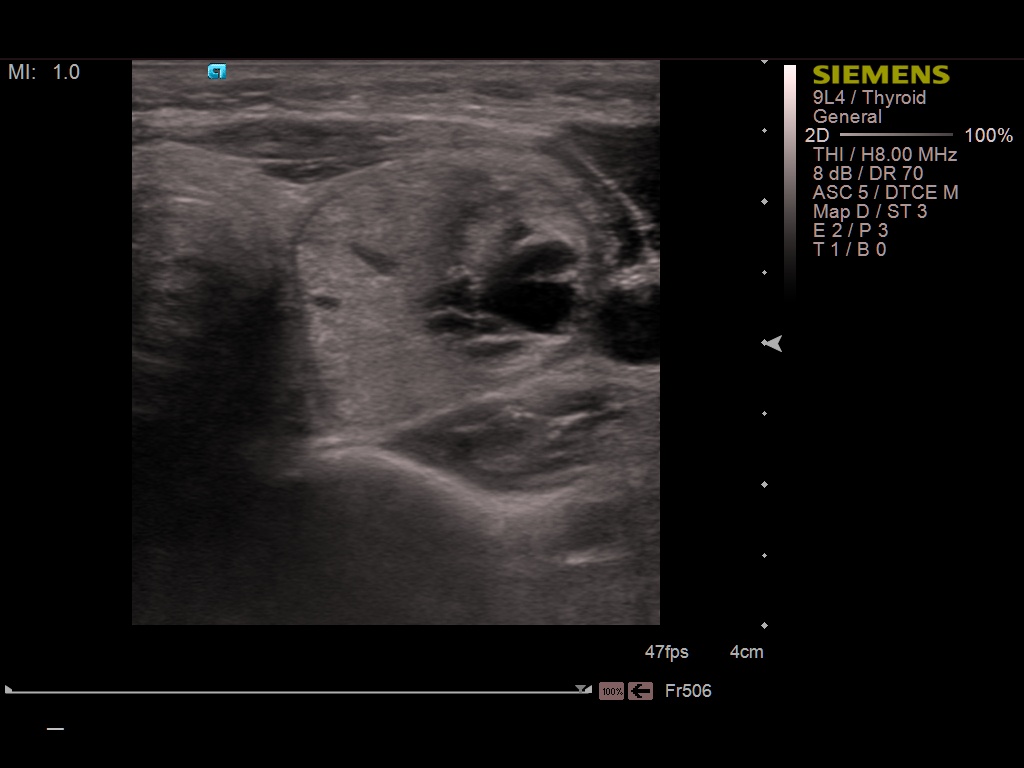 MI: 1.0
SIEMENS
9L4 / Thyroid
General
2D 100%
THI / H8.00 MHz
8 dB / DR 70
ASC 5 / DTCE M
Map D / ST 3
E 2 / P 3
T 1 / B 0
47fps 4cm
100% Fr506